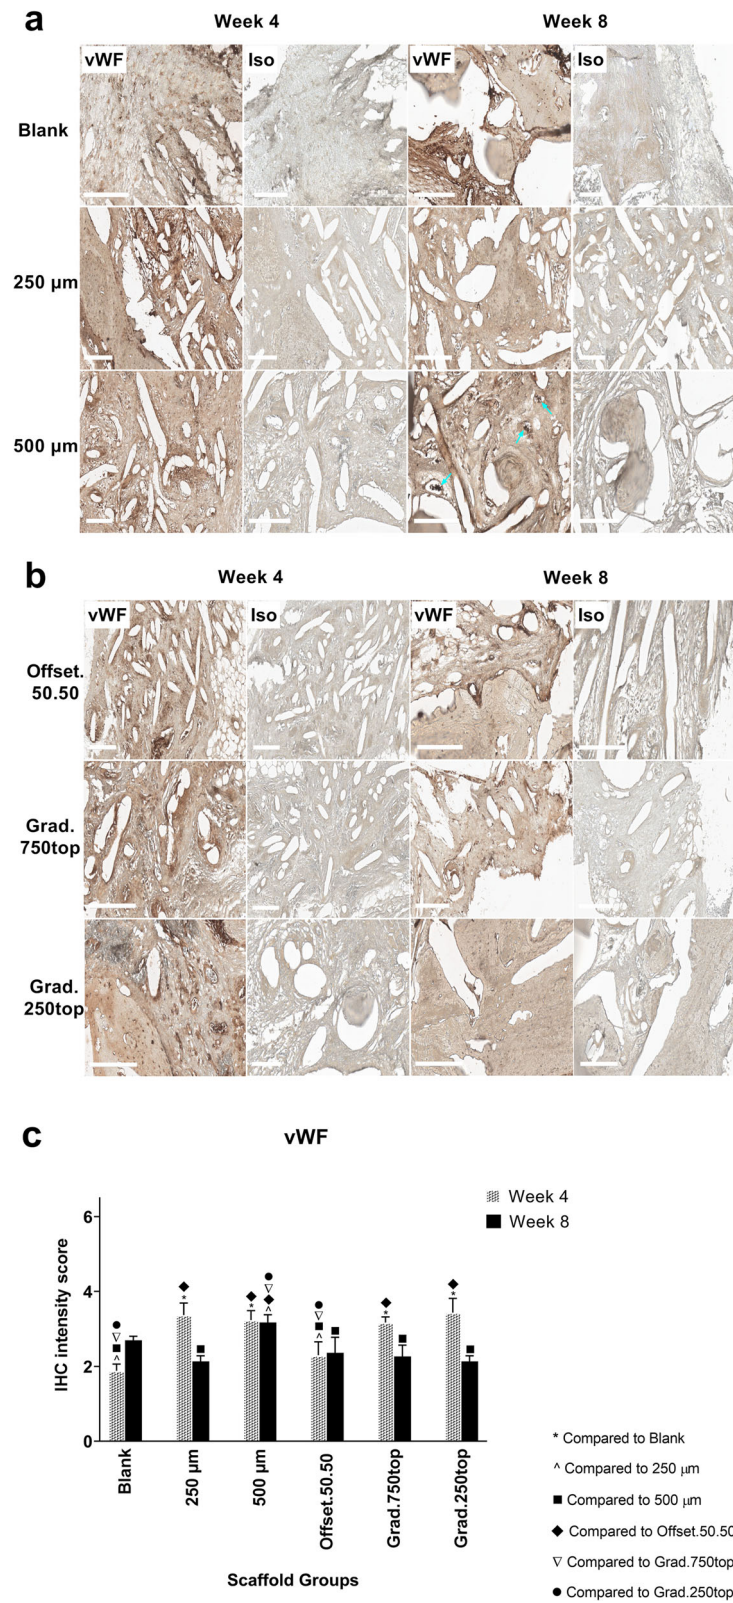 a
Week 4 Week 8
vWF Iso vWF Iso
Blank
250 μm
500 μm
b
Week 4 Week 8
vWF Iso vWF Iso
Offset.
50.50
Grad.
750top
Grad.
250top
c
vWF
Week 4
Week 8
IHC intensity score
6
4
2
0
Blank
250 μm
500 μm
Offset.50.50
Grad.750top
Grad.250top
Scaffold Groups
* Compared to Blank
^ Compared to 250 μm
■ Compared to 500 μm
◆ Compared to Offset.50.50
▽ Compared to Grad.750top
● Compared to Grad.250top